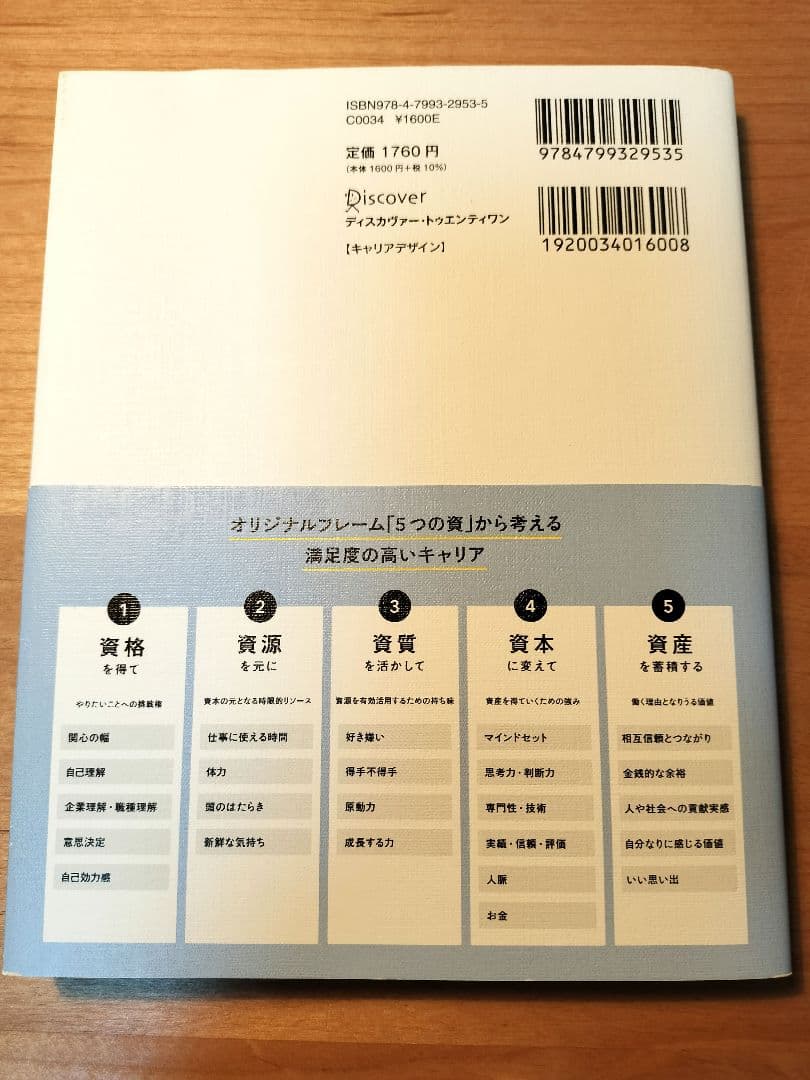 ISBN978-4-7993-2953-5
C0034 ¥1600E
定価 1760 円
(本体 1600 円+税 10%)
Discover
ディスカヴァー・トゥエンティワン
【キャリアデザイン】
9784799329535
1920034016008
オリジナルフレーム「5つの資」から考える
満足度の高いキャリア
1
資格
を得て
やりたいことへの挑戦権
関心の幅
自己理解
企業理解・職種理解
意思決定
自己効力感
2
資源
を元に
資本の元となる時限的リソース
仕事に使える時間
体力
頭のはたらき
新鮮な気持ち
3
資質
を活かして
資源を有効活用するための持ち味
好き嫌い
得手不得手
原動力
成長する力
4
資本
に変えて
資産を得ていくための強み
マインドセット
思考力・判断力
専門性・技術
実績・信頼・評価
人脈
お金
5
資産
を蓄積する
働く理由となりうる価値
相互信頼とつながり
金銭的な余裕
人や社会への貢献実感
自分なりに感じる価値
いい思い出